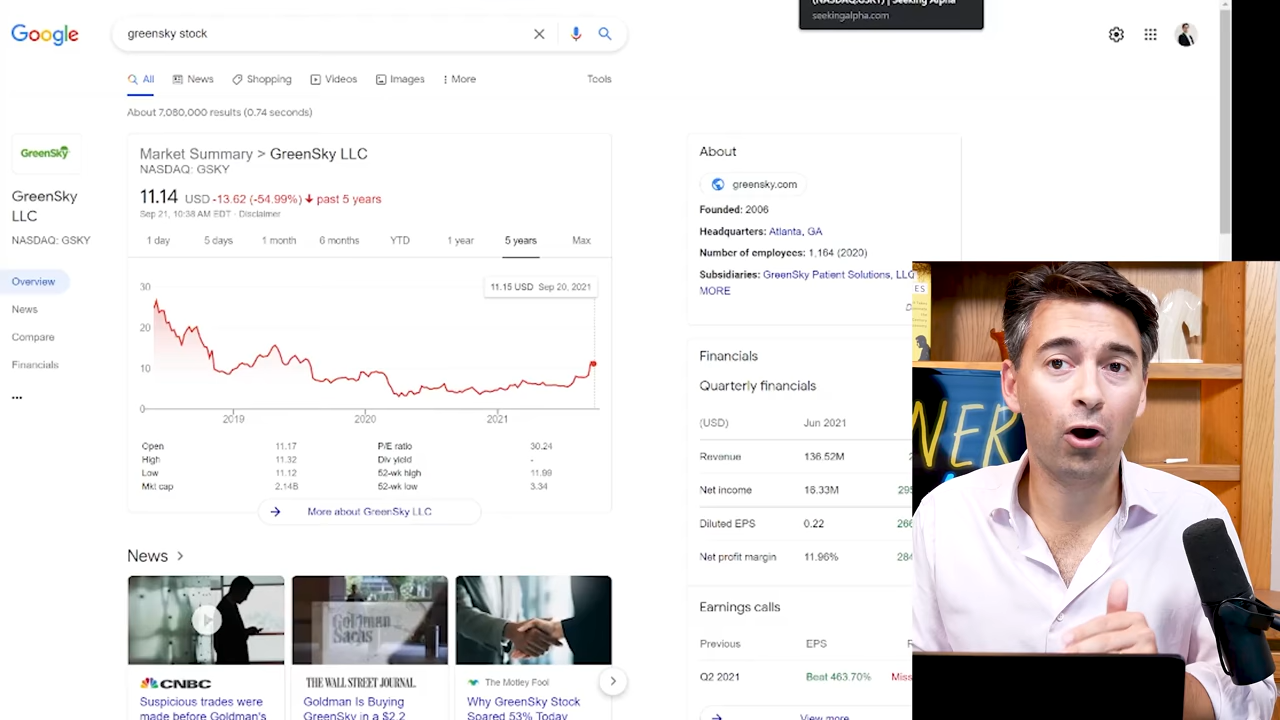 (NASDAQ:GSKY) | Seeking Alpha
seekingalpha.com
Google
greensky stock
All
News
Shopping
Videos
Images
More
Tools
About 7,080,000 results (0.74 seconds)
GreenSky
GreenSky
LLC
NASDAQ: GSKY
Overview
News
Compare
Financials
Market Summary > GreenSky LLC
NASDAQ: GSKY
11.14 USD -13.62 (-54.99%) ↓ past 5 years
Sep 21, 10:38 AM EDT · Disclaimer
1 day
5 days
1 month
6 months
YTD
1 year
5 years
Max
11.15 USD Sep 20, 2021
30
20
10
0
2019
2020
2021
Open 11.17
High 11.32
Low 11.12
Mkt cap 2.14B
P/E ratio 30.24
Div yield -
52-wk high 11.99
52-wk low 3.34
More about GreenSky LLC
News >
CNBC
Suspicious trades were
made before Goldman's
Goldman
Sachs
THE WALL STREET JOURNAL.
Goldman Is Buying
GreenSky in a $2.2
The Motley Fool
Why GreenSky Stock
Soared 53% Today
About
greensky.com
Founded: 2006
Headquarters: Atlanta, GA
Number of employees: 1,164 (2020)
Subsidiaries: GreenSky Patient Solutions, LLC
MORE
Financials
Quarterly financials
(USD) Jun 2021
Revenue 136.52M
Net income 16.33M
Diluted EPS 0.22
Net profit margin 11.96%
Earnings calls
Previous EPS
Q2 2021 Beat 463.70% Miss
View more
ES
NER